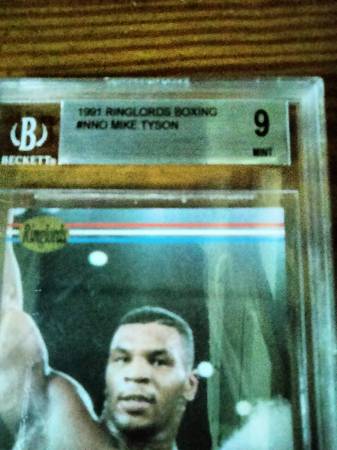 1991 RINGLORDS BOXING
#NNO MIKE TYSON
9
MINT
B
BECKETT
Ringlords